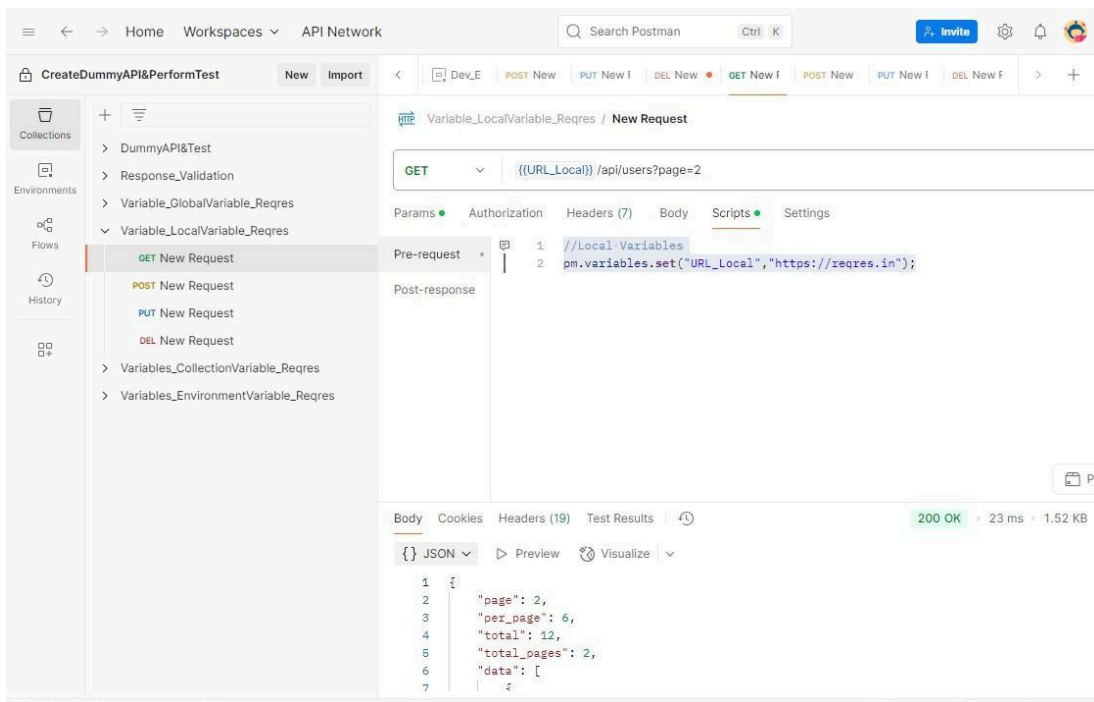 Home Workspaces API Network Search Postman Ctrl K Invite
CreateDummyAPI&PerformTest New Import Dev_E POST New PUT New DEL New GET New POST New PUT New DEL New
Collections
Environments
Flows
History
DummyAPI&Test
Response_Validation
Variable_GlobalVariable_Reqres
Variable_LocalVariable_Reqres
GET New Request
POST New Request
PUT New Request
DEL New Request
Variables_CollectionVariable_Reqres
Variables_EnvironmentVariable_Reqres
HTTP Variable_LocalVariable_Reqres / New Request
GET {{URL_Local}} /api/users?page=2
Params Authorization Headers (7) Body Scripts Settings
Pre-request
Post-response
1 //Local Variables
2 pm.variables.set("URL_Local","https://reqres.in");
P
Body Cookies Headers (19) Test Results 200 OK 23 ms 1.52 KB
{} JSON Preview Visualize
1 {
2 "page": 2,
3 "per_page": 6,
4 "total": 12,
5 "total_pages": 2,
6 "data": [
7 {